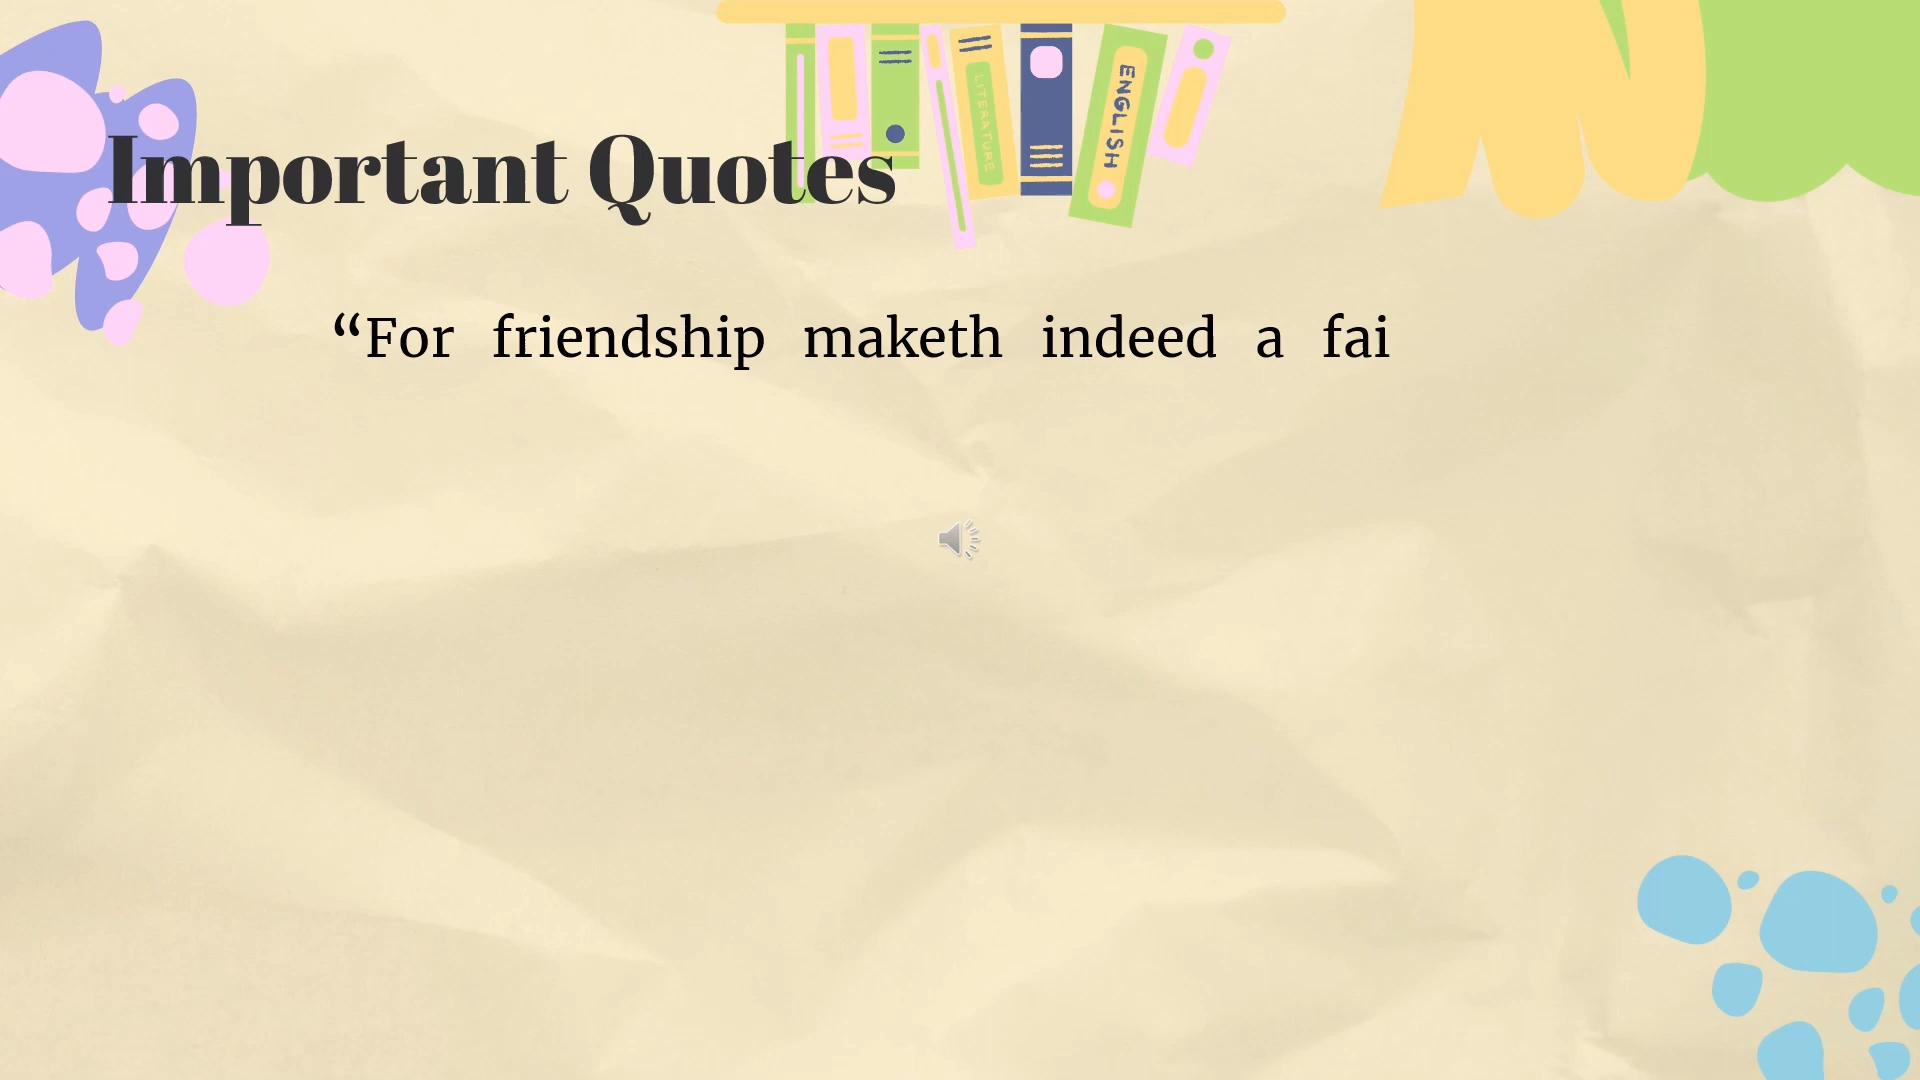 LITERATURE
ENGLISH
Important Quotes
“For friendship maketh indeed a fai